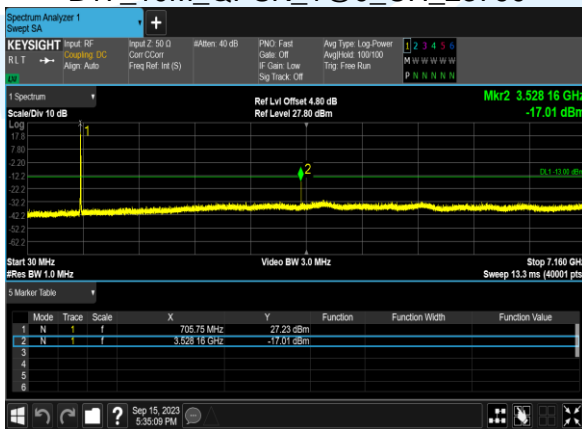 Spectrum Analyzer 1
Swept SA
+
KEYSIGHT Input: RF Input Z: 50 Ω #Atten: 40 dB PNO: Fast Avg Type: Log-Power 1 2 3 4 5 6
RLT Coupling: DC Corr CCorr Gate: Off Avg|Hold: 100/100 M W W W W W
Align: Auto Freq Ref: Int (S) IF Gain: Low Trig: Free Run
Sig Track: Off P N N N N N
1 Spectrum Ref Lvl Offset 4.80 dB Mkr2 3.528 16 GHz
Scale/Div 10 dB Ref Level 27.80 dBm -17.01 dBm
Log
17.8
7.80
-2.20
-12.2
-22.2
-32.2
-42.2
-52.2
-62.2
1
2
DL1 -13.00 dBm
Start 30 MHz Video BW 3.0 MHz Stop 7.160 GHz
#Res BW 1.0 MHz Sweep 13.3 ms (40001 pts)
5 Marker Table
Mode Trace Scale X Y Function Function Width Function Value
1 N 1 f 705.75 MHz 27.23 dBm
2 N 1 f 3.528 16 GHz -17.01 dBm
3
4
5
6
? Sep 15, 2023
5:35:09 PM